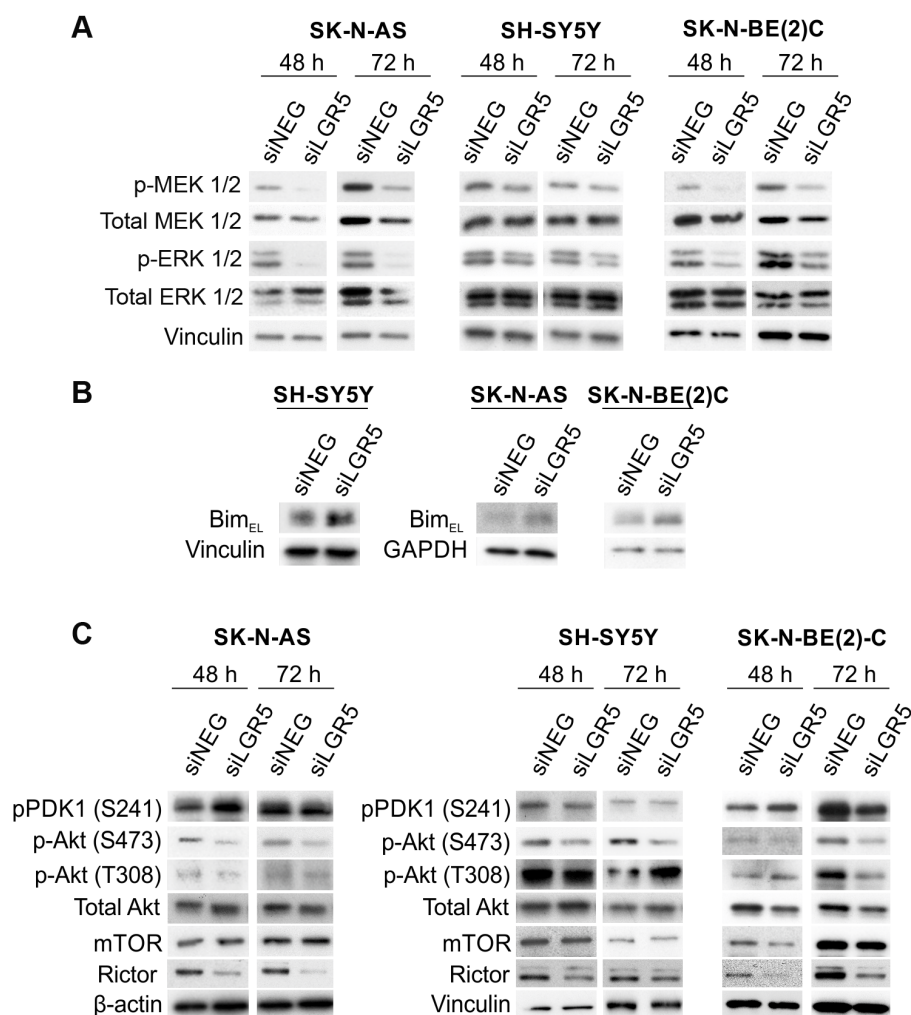 A
SK-N-AS SH-SY5Y SK-N-BE(2)C
48 h 72 h 48 h 72 h 48 h 72 h
siNEG siLGR5 siNEG siLGR5 siNEG siLGR5 siNEG siLGR5 siNEG siLGR5 siNEG siLGR5
p-MEK 1/2
Total MEK 1/2
p-ERK 1/2
Total ERK 1/2
Vinculin
B
SH-SY5Y SK-N-AS SK-N-BE(2)C
siNEG siLGR5 siNEG siLGR5 siNEG siLGR5
BimEL BimEL
Vinculin GAPDH
C
SK-N-AS SH-SY5Y SK-N-BE(2)-C
48 h 72 h 48 h 72 h 48 h 72 h
siNEG siLGR5 siNEG siLGR5 siNEG siLGR5 siNEG siLGR5 siNEG siLGR5 siNEG siLGR5
pPDK1 (S241) pPDK1 (S241)
p-Akt (S473) p-Akt (S473)
p-Akt (T308) p-Akt (T308)
Total Akt Total Akt
mTOR mTOR
Rictor Rictor
β-actin Vinculin